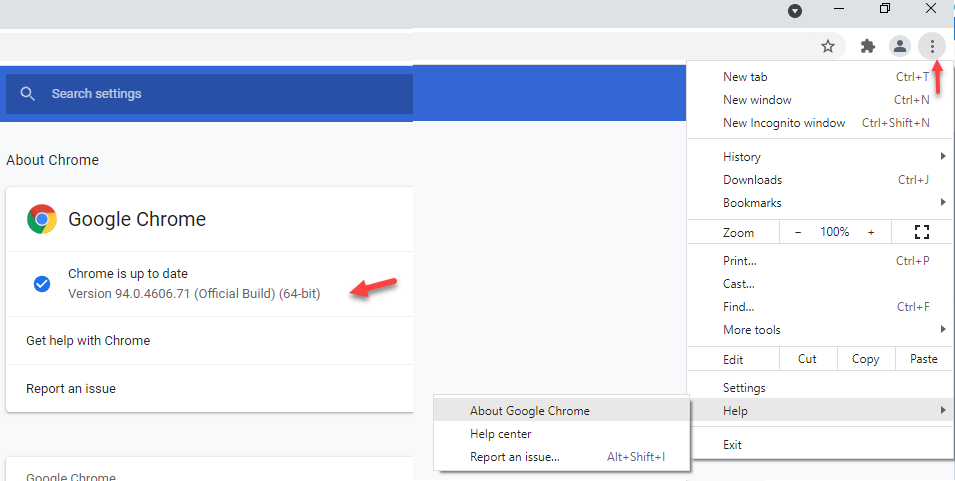 Search settings
About Chrome
Google Chrome
Chrome is up to date
Version 94.0.4606.71 (Official Build) (64-bit)
Get help with Chrome
Report an issue
Google Chrome
New tab Ctrl+T
New window Ctrl+N
New Incognito window Ctrl+Shift+N
History
Downloads Ctrl+J
Bookmarks
Zoom - 100% +
Print... Ctrl+P
Cast...
Find... Ctrl+F
More tools
Edit Cut Copy Paste
Settings
Help
Exit
About Google Chrome
Help center
Report an issue... Alt+Shift+I